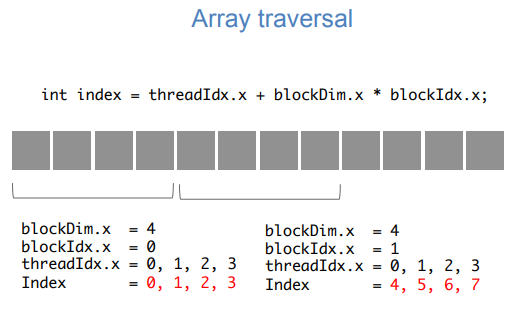 Array traversal
int index = threadIdx.x + blockDim.x * blockIdx.x;
blockDim.x = 4
blockIdx.x = 0
threadIdx.x = 0, 1, 2, 3
Index = 0, 1, 2, 3
blockDim.x = 4
blockIdx.x = 1
threadIdx.x = 0, 1, 2, 3
Index = 4, 5, 6, 7